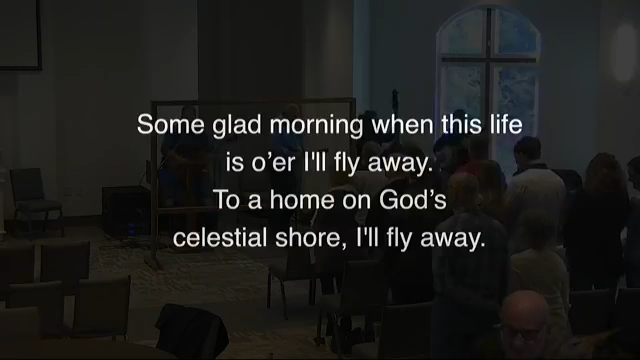 Some glad morning when this life
is o’er I'll fly away.
To a home on God’s
celestial shore, I'll fly away.